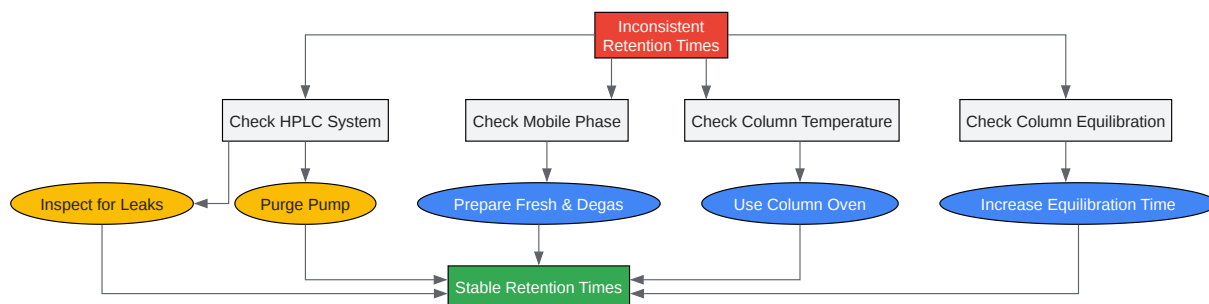 Inconsistent
Retention Times
Check HPLC System
Check Mobile Phase
Check Column Temperature
Check Column Equilibration
Inspect for Leaks
Purge Pump
Prepare Fresh & Degas
Use Column Oven
Increase Equilibration Time
Stable Retention Times